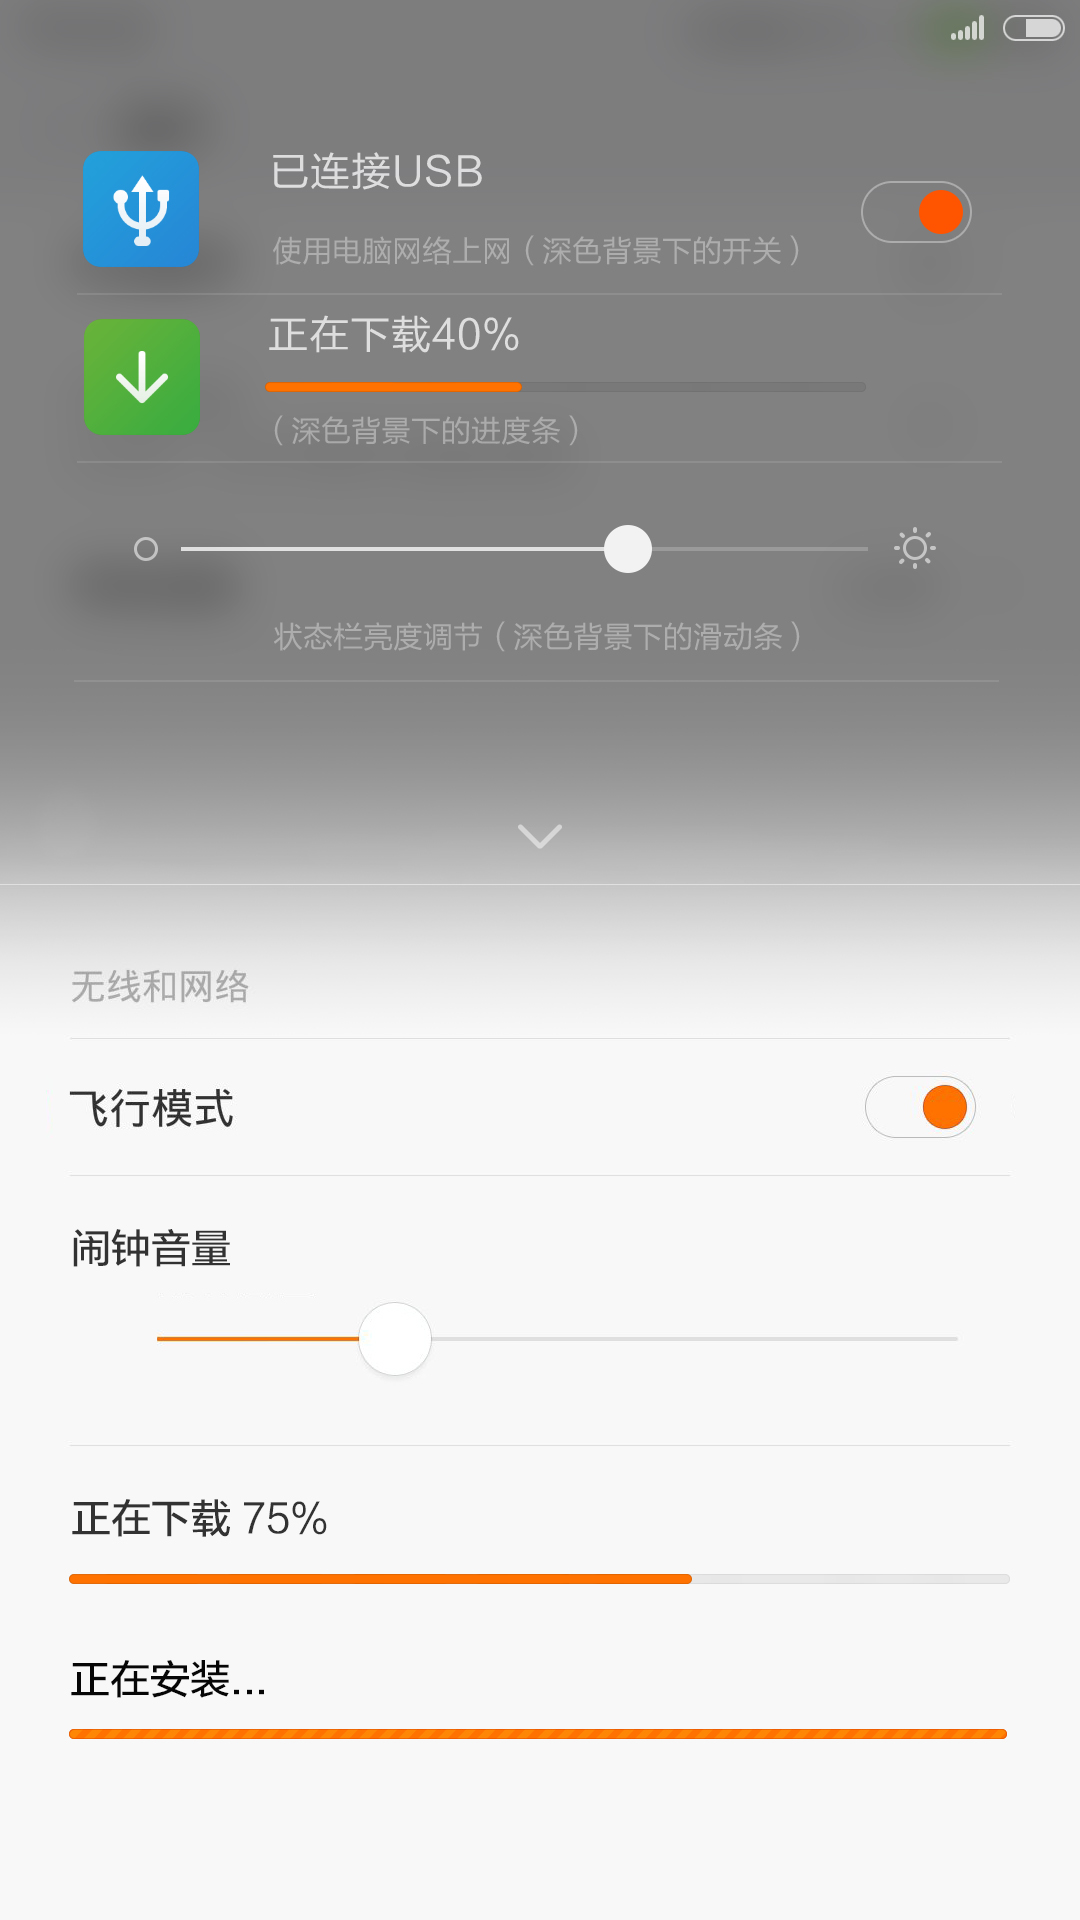 已连接USB
使用电脑网络上网（深色背景下的开关）
正在下载40%
（深色背景下的进度条）
状态栏亮度调节（深色背景下的滑动条）
无线和网络
飞行模式
闹钟音量
正在下载 75%
正在安装...